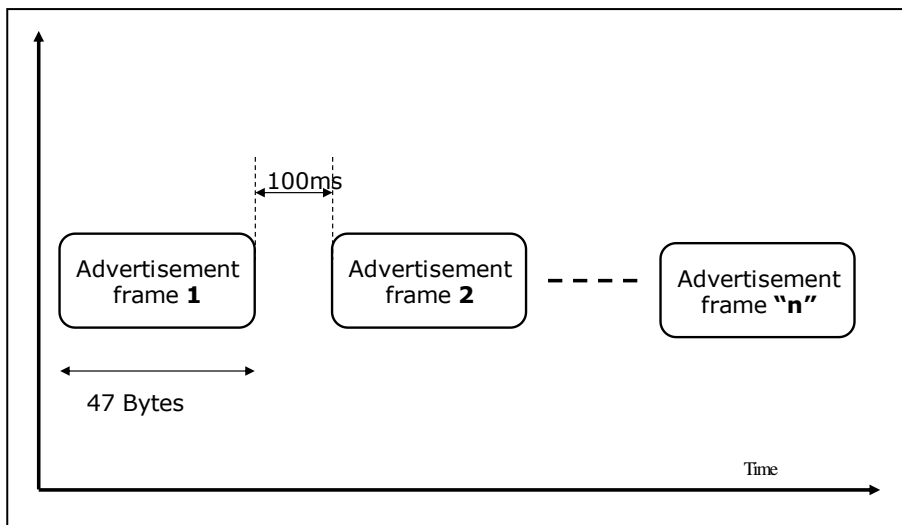 100ms
Advertisement
frame 1
Advertisement
frame 2
Advertisement
frame “n”
47 Bytes
Time